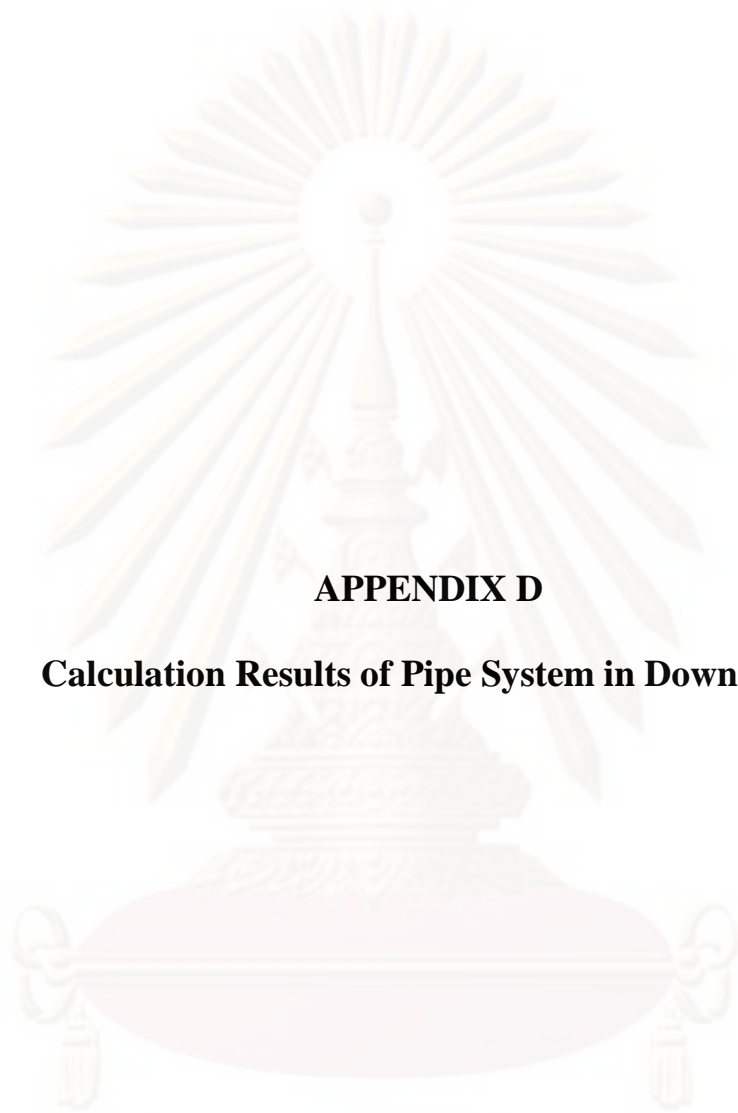 APPENDIX D
Calculation Results of Pipe System in Down